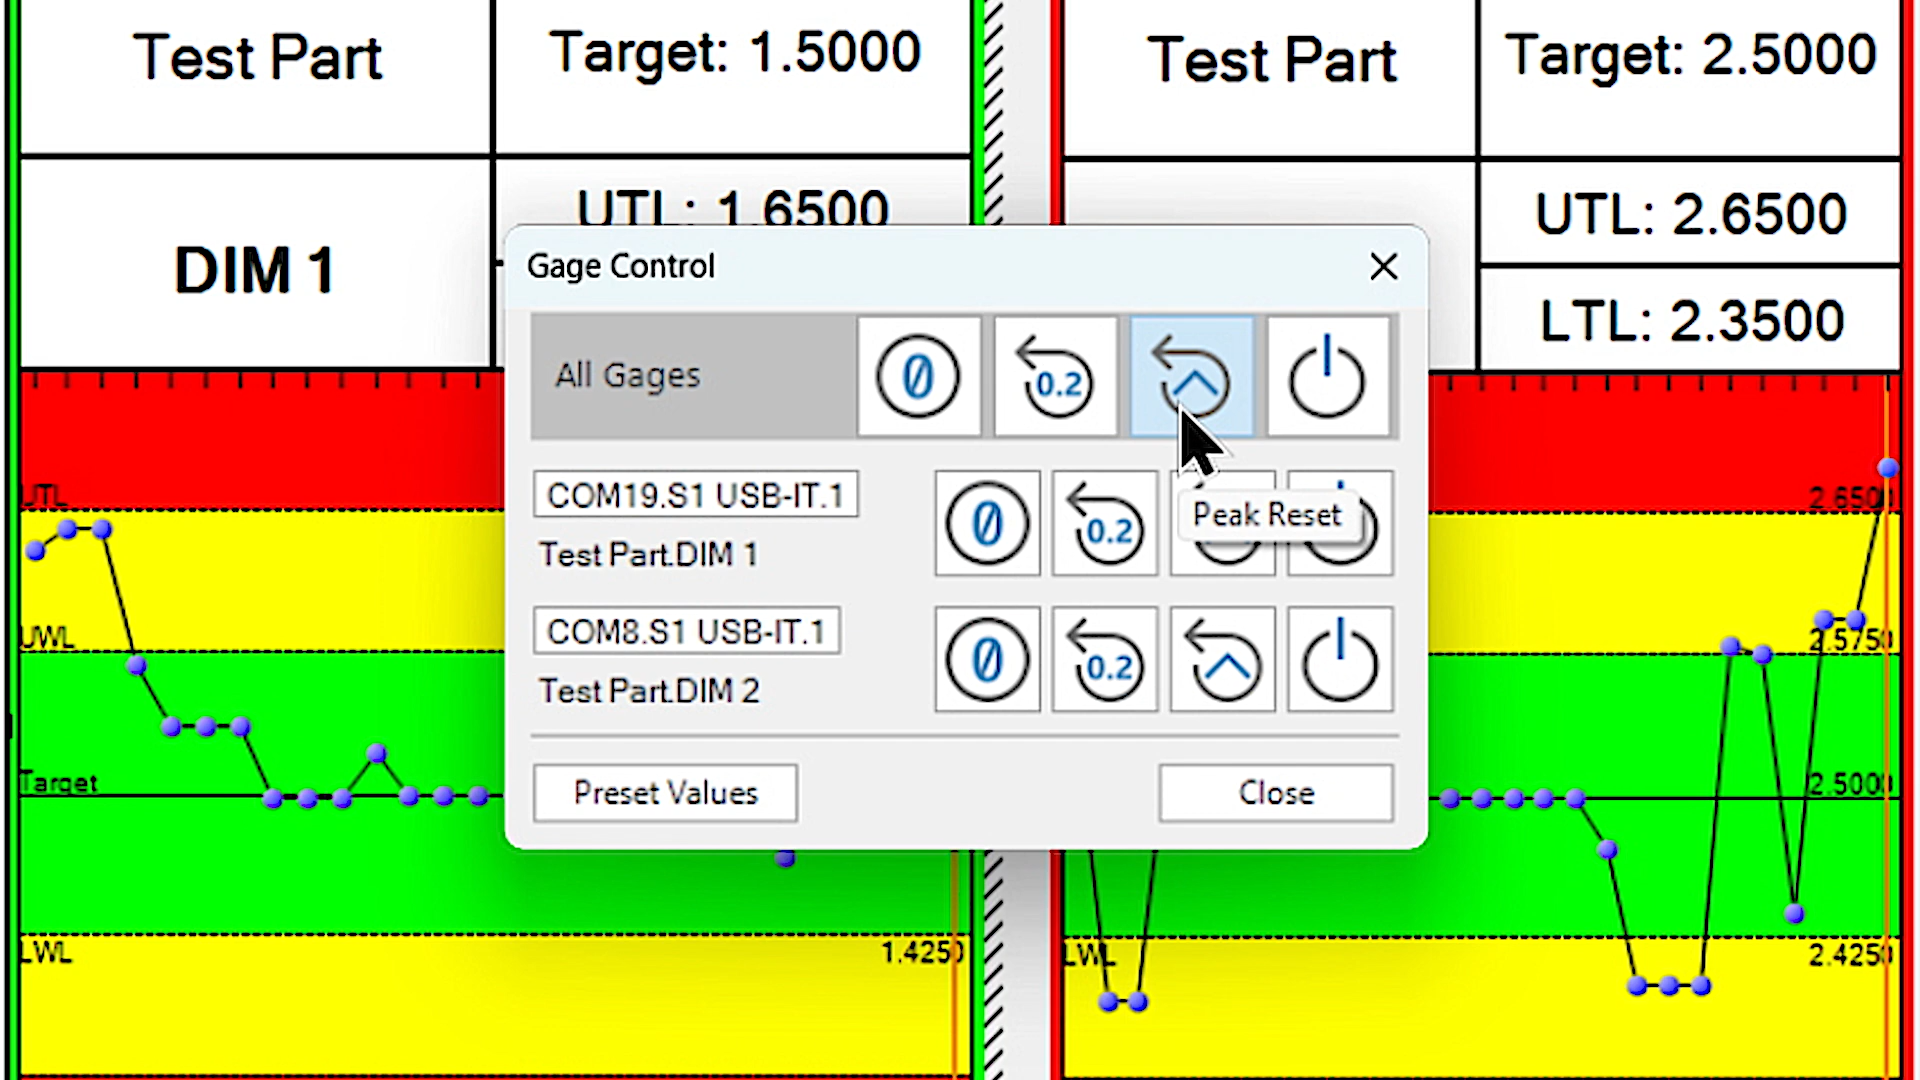 Test Part
Target: 1.5000
Test Part
Target: 2.5000
DIM 1
UTL: 1.6500
UTL: 2.6500
LTL: 2.3500
Gage Control
All Gages
0
0.2
Peak Reset
COM19.S1 USB-IT.1
Test Part.DIM 1
0
0.2
COM8.S1 USB-IT.1
Test Part.DIM 2
0
0.2
Preset Values
Close
UTL
UWL
Target
LWL
1.4250
2.6500
2.5750
2.5000
LWL
2.4250